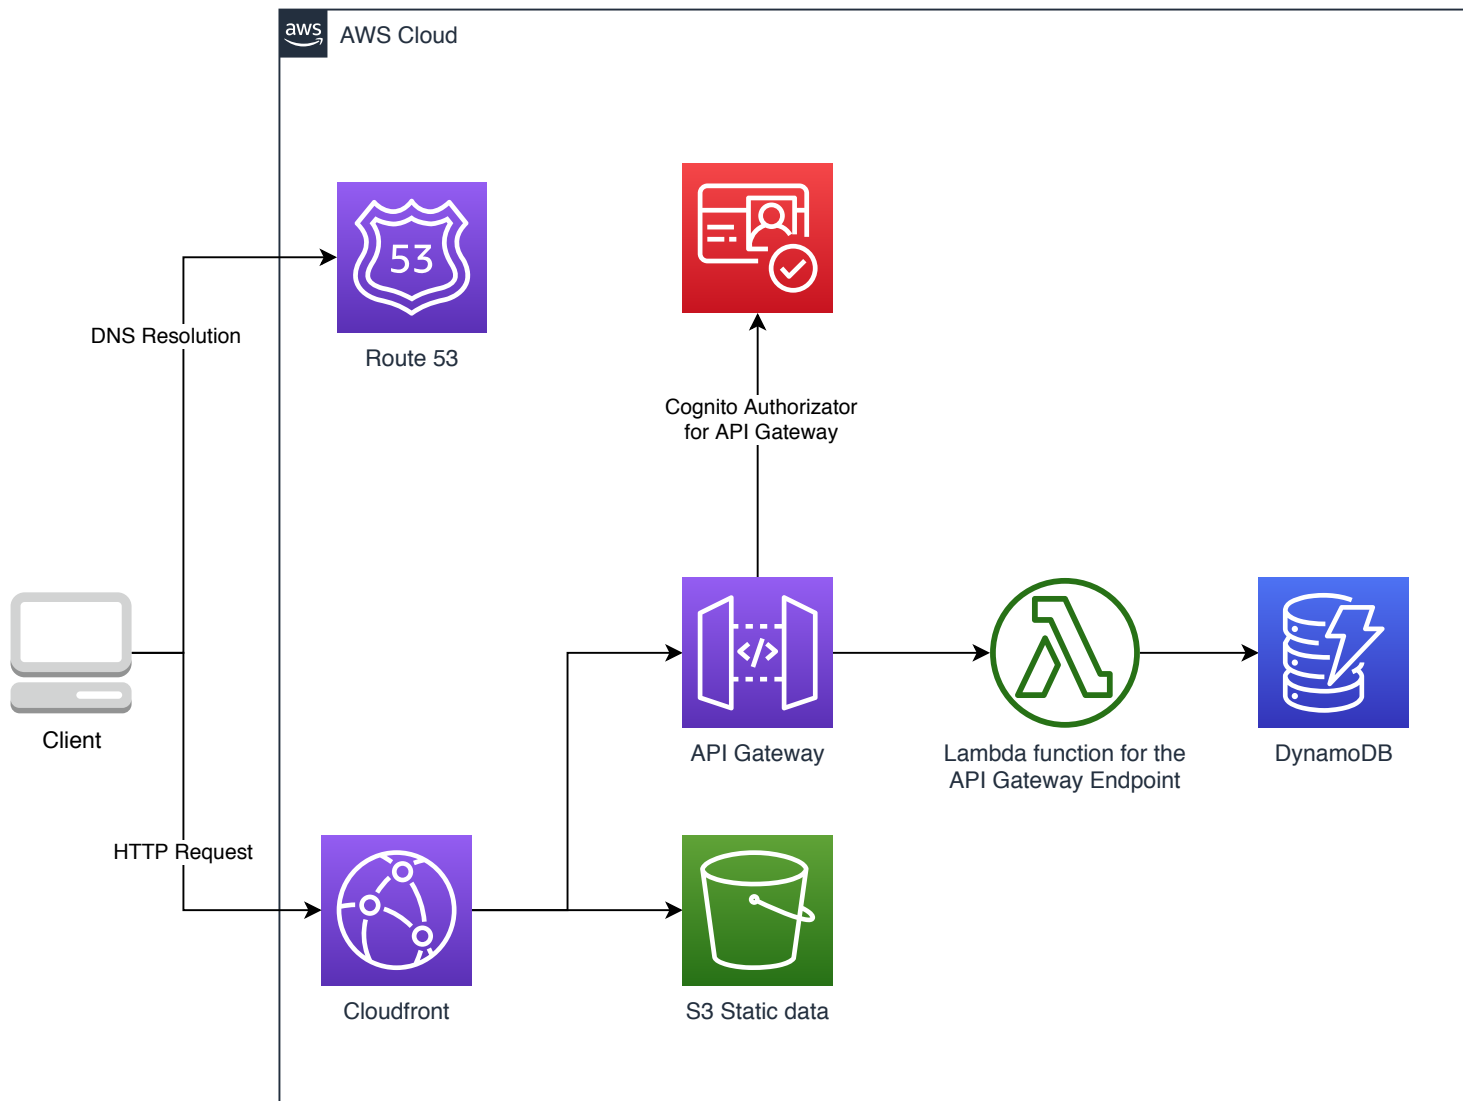 aws
AWS Cloud
53
Route 53
DNS Resolution
Cognito Authorizator
for API Gateway
Client
</>
API Gateway
Lambda function for the
API Gateway Endpoint
DynamoDB
HTTP Request
Cloudfront
S3 Static data